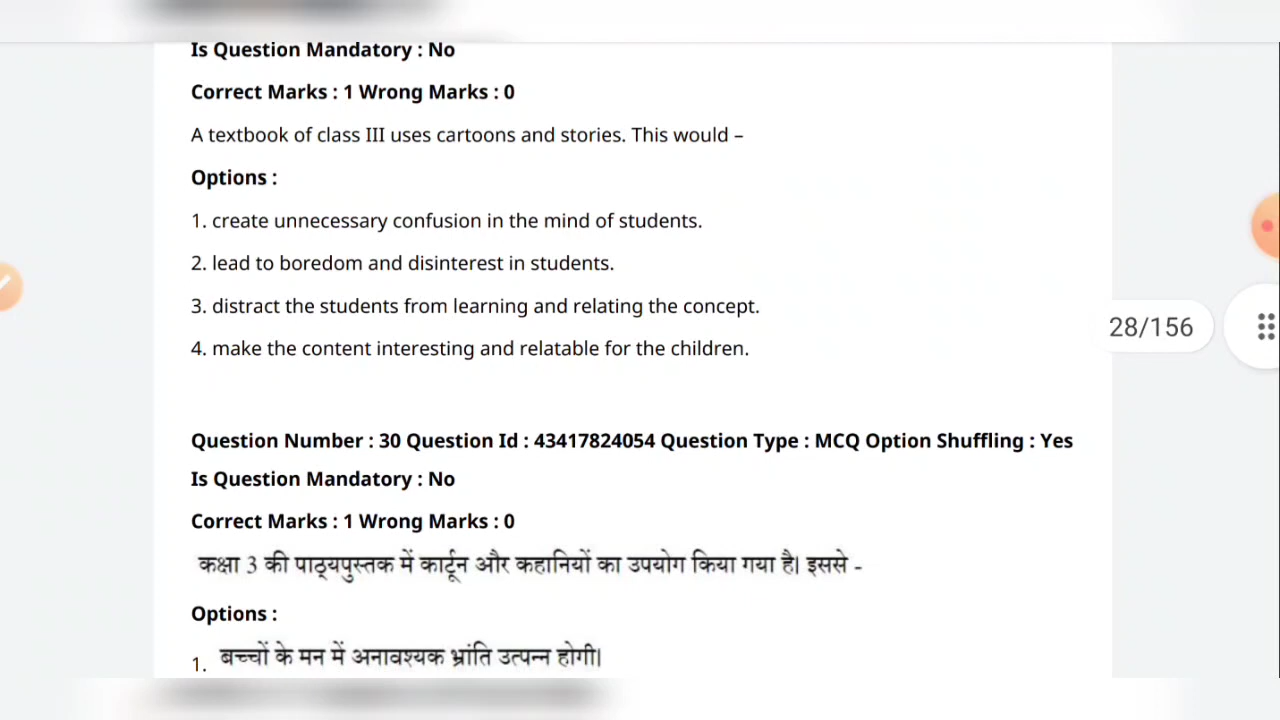 Is Question Mandatory : No
Correct Marks : 1 Wrong Marks : 0
A textbook of class III uses cartoons and stories. This would –
Options :
1. create unnecessary confusion in the mind of students.
2. lead to boredom and disinterest in students.
3. distract the students from learning and relating the concept.
28/156
4. make the content interesting and relatable for the children.
Question Number : 30 Question Id : 43417824054 Question Type : MCQ Option Shuffling : Yes
Is Question Mandatory : No
Correct Marks : 1 Wrong Marks : 0
कक्षा 3 की पाठ्यपुस्तक में कार्टून और कहानियों का उपयोग किया गया है। इससे -
Options :
1. बच्चों के मन में अनावश्यक भ्रांति उत्पन्न होगी।